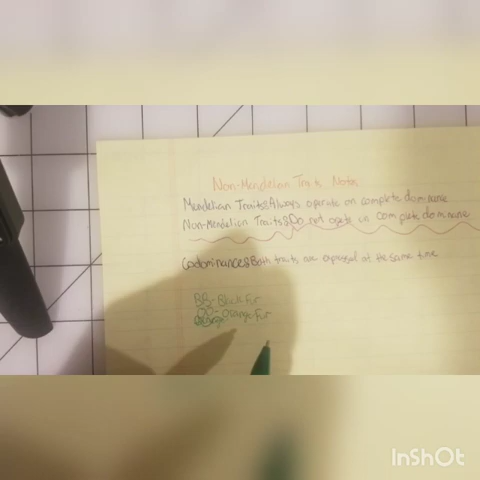 Non-Mendelian Traits Notes
Mendelian Traits: Always operate on complete dominance
Non-Mendelian Traits: Do not operate on complete dominance
Codominance: Both traits are expressed at the same time
BB- Black Fur
OO- Orange Fur
InShOt